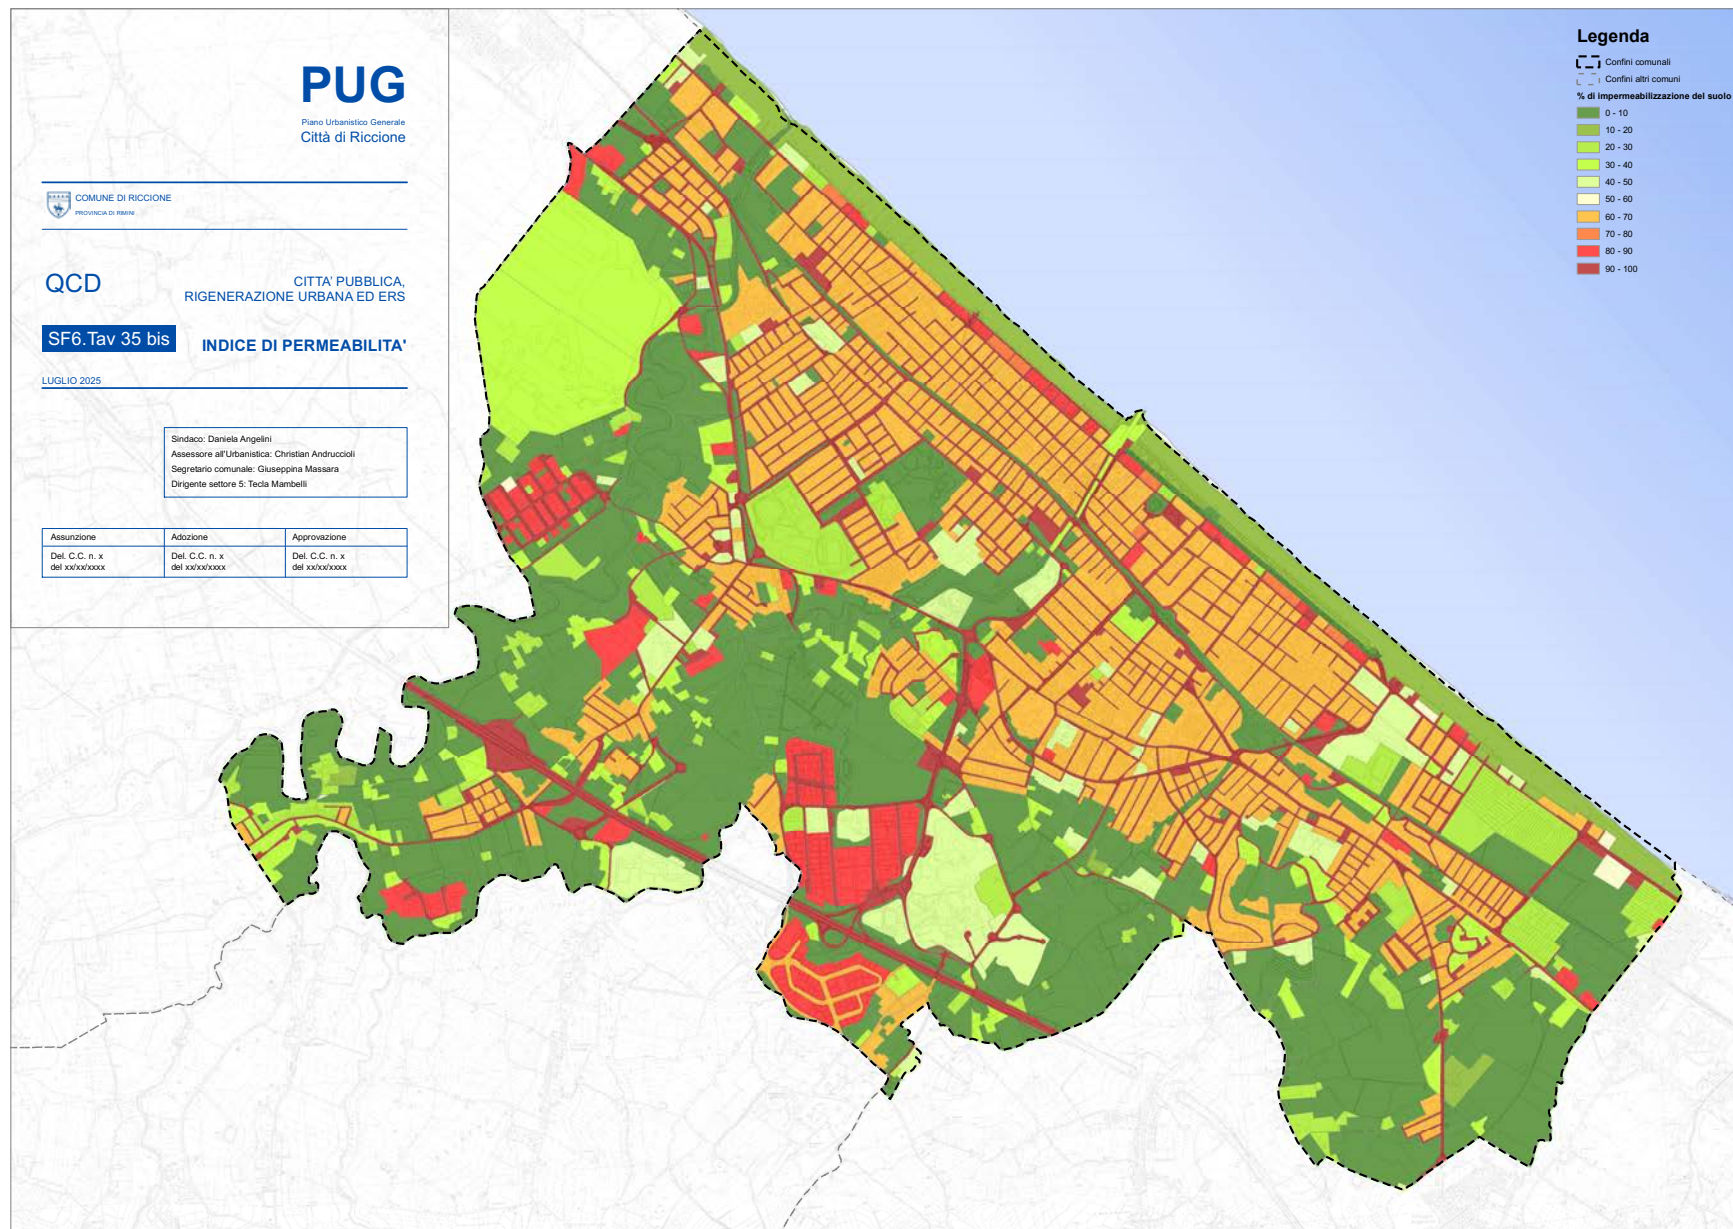 PUG
Piano Urbanistico Generale
Città di Riccione
COMUNE DI RICCIONE
PROVINCIA DI RIMINI
QCD
CITTA' PUBBLICA,
RIGENERAZIONE URBANA ED ERS
SF6.Tav 35 bis
INDICE DI PERMEABILITA'
LUGLIO 2025
Sindaco: Daniela Angelini
Assessore all'Urbanistica: Christian Andruccioli
Segretario comunale: Giuseppina Massara
Dirigente settore 5: Tecla Mambelli
Assunzione Adozione Approvazione
Del. C.C. n. x Del. C.C. n. x Del. C.C. n. x
del xx/xx/xxxx del xx/xx/xxxx del xx/xx/xxxx
Legenda
Confini comunali
Confini altri comuni
% di impermeabilizzazione del suolo
0 - 10
10 - 20
20 - 30
30 - 40
40 - 50
50 - 60
60 - 70
70 - 80
80 - 90
90 - 100